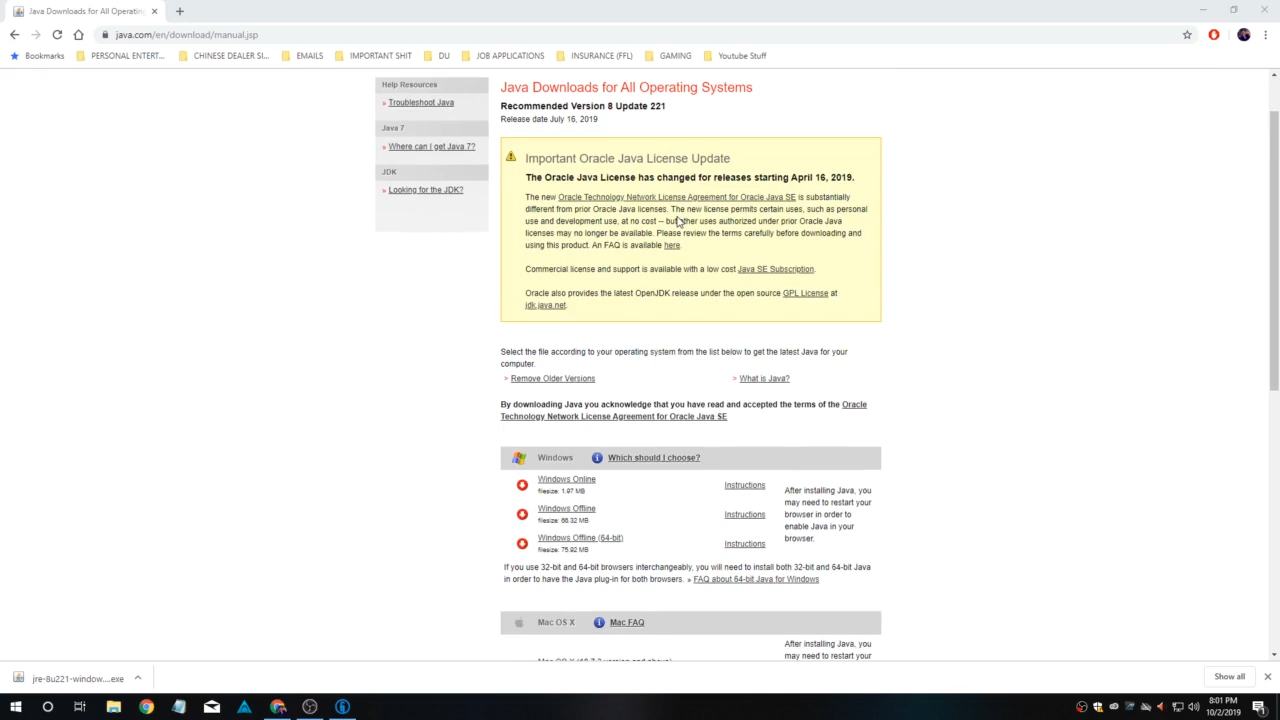 Java Downloads for All Operating
java.com/en/download/manual.jsp
Bookmarks
PERSONAL ENTERT...
CHINESE DEALER SI...
EMAILS
IMPORTANT SHIT
DU
JOB APPLICATIONS
INSURANCE (FFL)
GAMING
Youtube Stuff
Help Resources
» Troubleshoot Java
Java 7
» Where can I get Java 7?
JDK
» Looking for the JDK?
Java Downloads for All Operating Systems
Recommended Version 8 Update 221
Release date July 16, 2019
Important Oracle Java License Update
The Oracle Java License has changed for releases starting April 16, 2019.
The new Oracle Technology Network License Agreement for Oracle Java SE is substantially
different from prior Oracle Java licenses. The new license permits certain uses, such as personal
use and development use, at no cost -- but other uses authorized under prior Oracle Java
licenses may no longer be available. Please review the terms carefully before downloading and
using this product. An FAQ is available here.
Commercial license and support is available with a low cost Java SE Subscription.
Oracle also provides the latest OpenJDK release under the open source GPL License at
jdk.java.net.
Select the file according to your operating system from the list below to get the latest Java for your
computer.
> Remove Older Versions
> What is Java?
By downloading Java you acknowledge that you have read and accepted the terms of the Oracle
Technology Network License Agreement for Oracle Java SE
Windows
Which should I choose?
Windows Online
filesize: 1.97 MB
Instructions
Windows Offline
filesize: 66.32 MB
Instructions
Windows Offline (64-bit)
filesize: 75.92 MB
Instructions
After installing Java, you
may need to restart your
browser in order to
enable Java in your
browser.
If you use 32-bit and 64-bit browsers interchangeably, you will need to install both 32-bit and 64-bit Java
in order to have the Java plug-in for both browsers. » FAQ about 64-bit Java for Windows
Mac OS X
Mac FAQ
After installing Java, you
may need to restart your
Mac OS X (10.7.3 version and above)
jre-8u221-window....exe
Show all
8:01 PM
10/2/2019